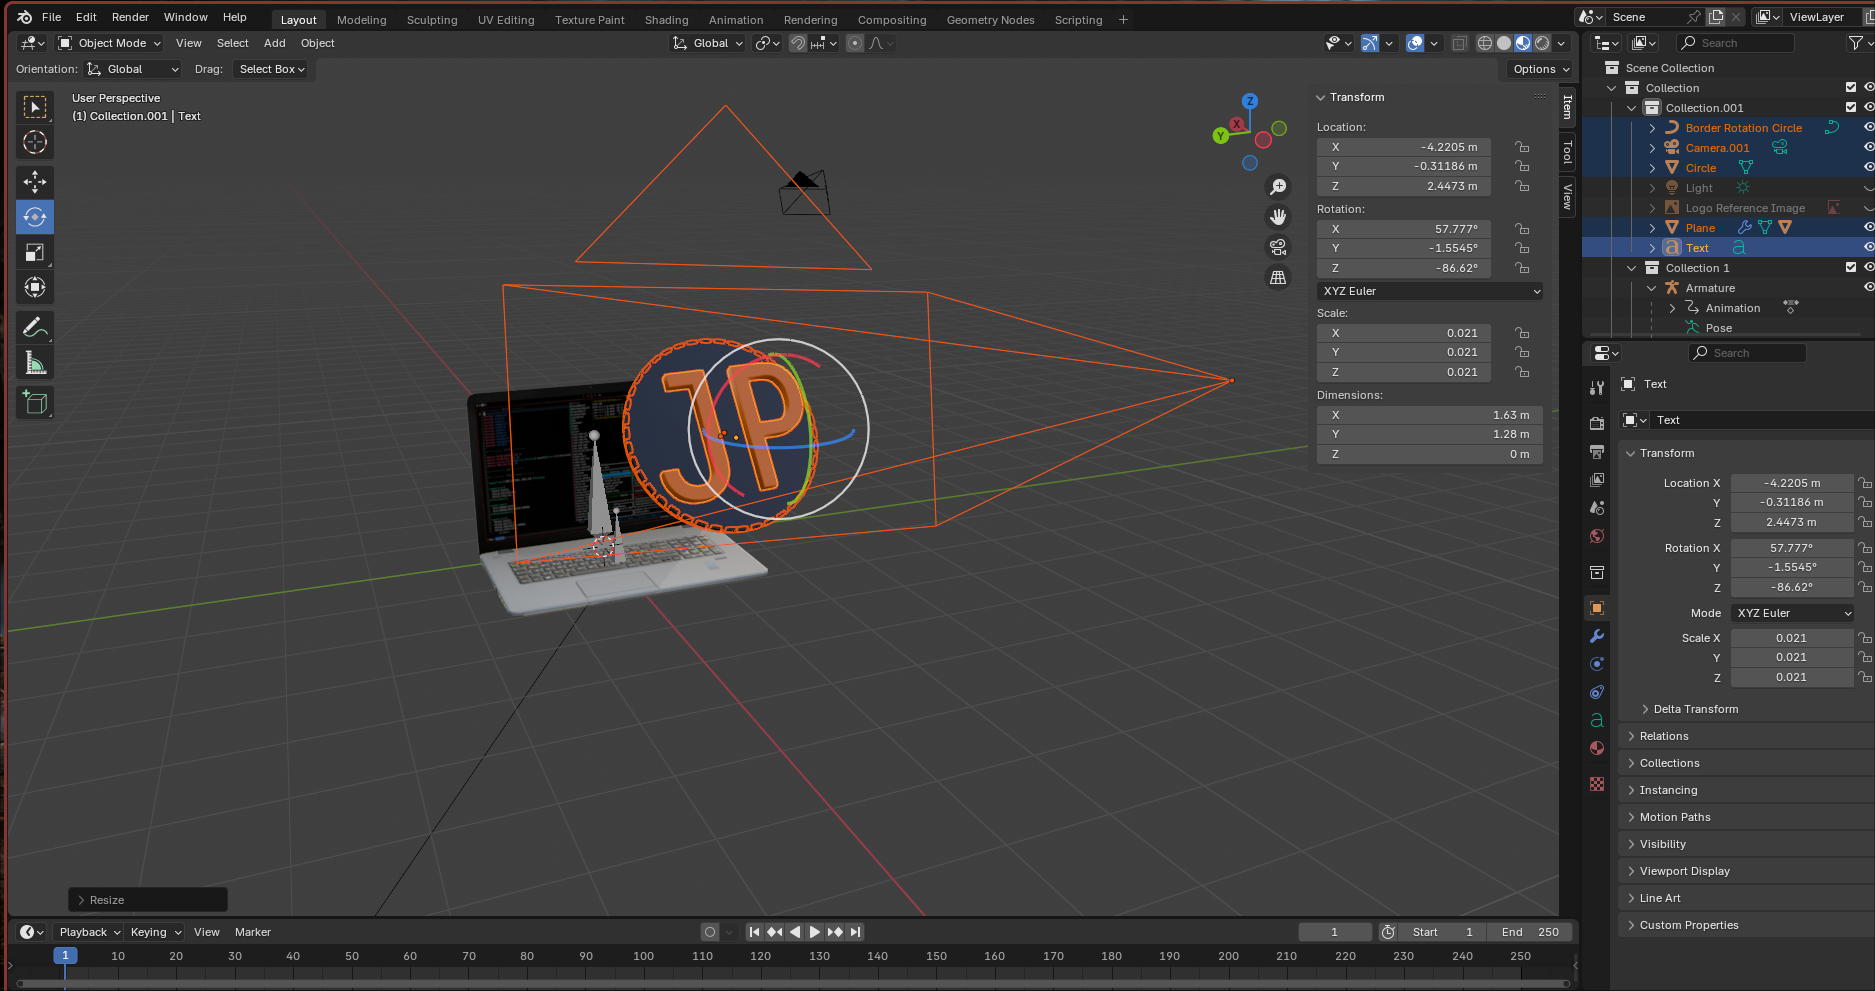 File Edit Render Window Help Layout Modeling Sculpting UV Editing Texture Paint Shading Animation Rendering Compositing Geometry Nodes Scripting + Scene ViewLayer
Object Mode View Select Add Object Global Search
Orientation: Global Drag: Select Box Options
User Perspective
(1) Collection.001 | Text
Z
X
Y
JP
Transform
Location:
X -4.2205 m
Y -0.31186 m
Z 2.4473 m
Rotation:
X 57.777°
Y -1.5545°
Z -86.62°
XYZ Euler
Scale:
X 0.021
Y 0.021
Z 0.021
Dimensions:
X 1.63 m
Y 1.28 m
Z 0 m
Item
Tool
View
Scene Collection
Collection
Collection.001
Border Rotation Circle
Camera.001
Circle
Light
Logo Reference Image
Plane
Text
Collection 1
Armature
Animation
Pose
Search
Text
Text
Transform
Location X -4.2205 m
Y -0.31186 m
Z 2.4473 m
Rotation X 57.777°
Y -1.5545°
Z -86.62°
Mode XYZ Euler
Scale X 0.021
Y 0.021
Z 0.021
Delta Transform
Relations
Collections
Instancing
Motion Paths
Visibility
Viewport Display
Line Art
Custom Properties
Resize
Playback Keying View Marker 1 Start 1 End 250
1 10 20 30 40 50 60 70 80 90 100 110 120 130 140 150 160 170 180 190 200 210 220 230 240 250